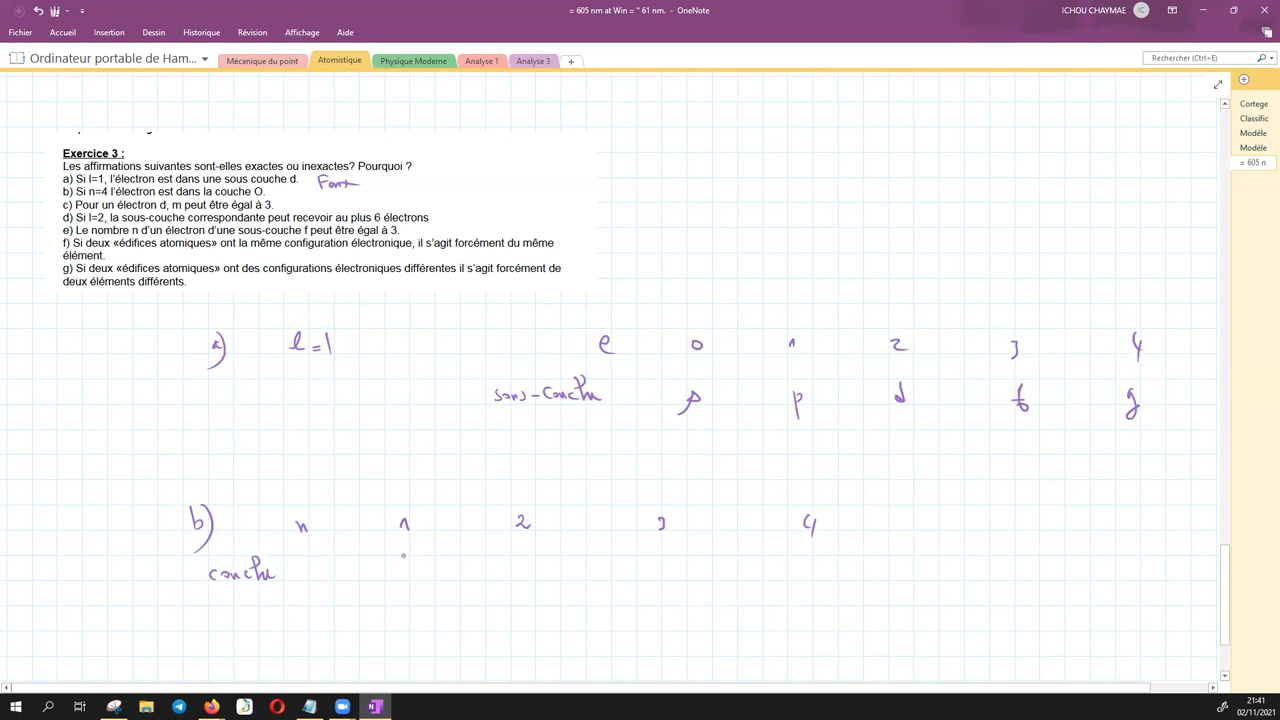 = 605 nm at Win = " 61 nm. - OneNote
ICHOU CHAYMAE IC
Fichier Accueil Insertion Dessin Historique Révision Affichage Aide
Ordinateur portable de Ham... Mécanique du point Atomistique Physique Moderne Analyse 1 Analyse 3 +
Rechercher (Ctrl+E)
Cortege
Classific
Modèle
Modèle
= 605 n
Exercice 3 :
Les affirmations suivantes sont-elles exactes ou inexactes? Pourquoi ?
a) Si l=1, l'électron est dans une sous couche d. Faux
b) Si n=4 l'électron est dans la couche O.
c) Pour un électron d, m peut être égal à 3.
d) Si l=2, la sous-couche correspondante peut recevoir au plus 6 électrons
e) Le nombre n d'un électron d'une sous-couche f peut être égal à 3.
f) Si deux «édifices atomiques» ont la même configuration électronique, il s'agit forcément du même
élément.
g) Si deux «édifices atomiques» ont des configurations électroniques différentes il s'agit forcément de
deux éléments différents.
a) l=1 l 0 1 2 3 4
sous-couche s p d f g
b) n 1 2 3 4
couche
21:41
02/11/2021